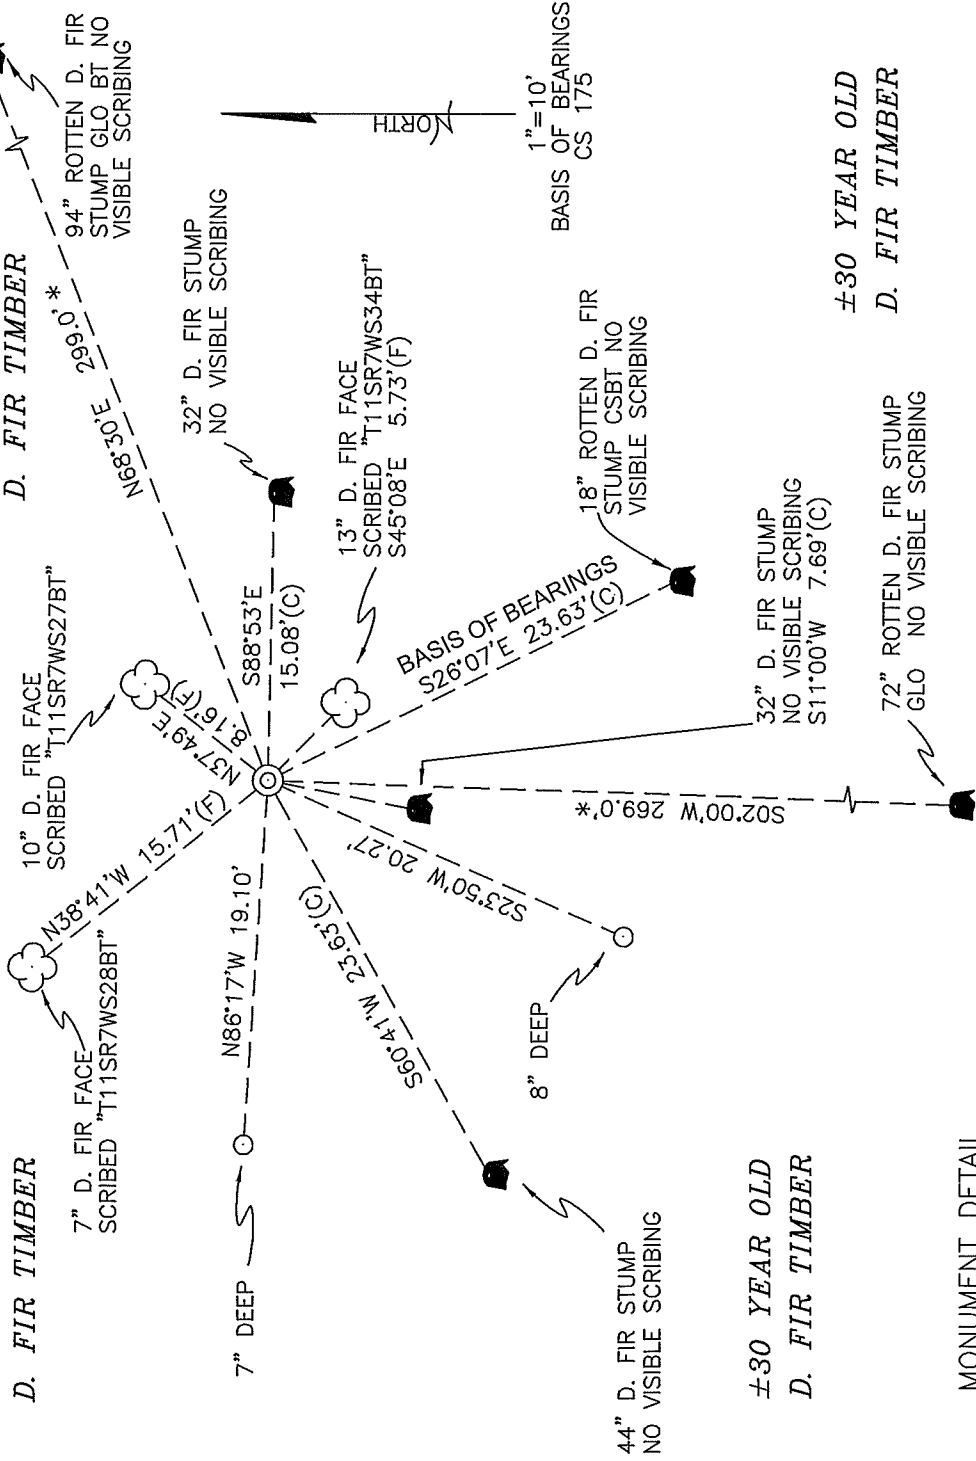 D. FIR TIMBER
7" D. FIR FACE
SCRIBED "T11SR7WS28BT"
N38°41'W 15.71'(F)
10" D. FIR FACE
SCRIBED "T11SR7WS27BT"
N37°49'E
8.16'(F)
D. FIR TIMBER
N68°30'E 299.0' *
94" ROTTEN D. FIR
STUMP GLO BT NO
VISIBLE SCRIBING
32" D. FIR STUMP
NO VISIBLE SCRIBING
S88°53'E
15.08'(C)
13" D. FIR FACE
SCRIBED "T11SR7WS34BT"
S45°08'E 5.73'(F)
NORTH
1"=10'
BASIS OF BEARINGS
CS 175
7" DEEP
N86°17'W 19.10'
S60°41'W 23.63'(C)
44" D. FIR STUMP
NO VISIBLE SCRIBING
8" DEEP
S23°50'W 20.27'
BASIS OF BEARINGS
S26°07'E 23.63'(C)
18" ROTTEN D. FIR
STUMP CSBT NO
VISIBLE SCRIBING
32" D. FIR STUMP
NO VISIBLE SCRIBING
S11°00'W 7.69'(C)
S02°00'W 269.0'*
72" ROTTEN D. FIR STUMP
GLO NO VISIBLE SCRIBING
±30 YEAR OLD
D. FIR TIMBER
±30 YEAR OLD
D. FIR TIMBER
MONUMENT DETAIL